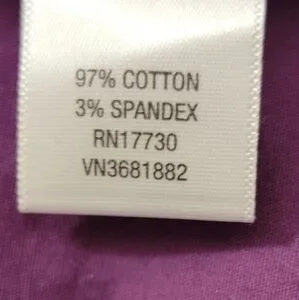 97% COTTON
3% SPANDEX
RN17730
VN3681882